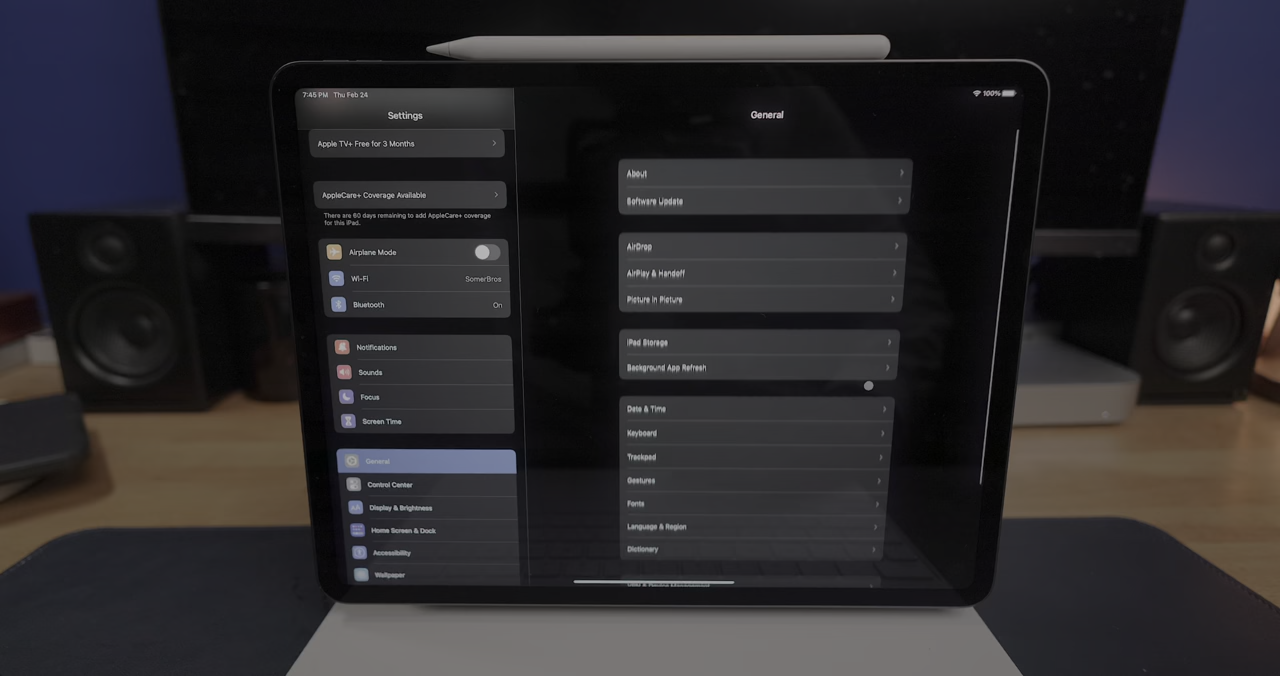 7:45 PM Thu Feb 24
100%
Settings
Apple TV+ Free for 3 Months
AppleCare+ Coverage Available
There are 60 days remaining to add AppleCare+ coverage
for this iPad.
Airplane Mode
Wi-Fi SomerBros
Bluetooth On
Notifications
Sounds
Focus
Screen Time
General
Control Center
Display & Brightness
Home Screen & Dock
Accessibility
Wallpaper
General
About
Software Update
AirDrop
AirPlay & Handoff
Picture in Picture
iPad Storage
Background App Refresh
Date & Time
Keyboard
Trackpad
Gestures
Fonts
Language & Region
Dictionary